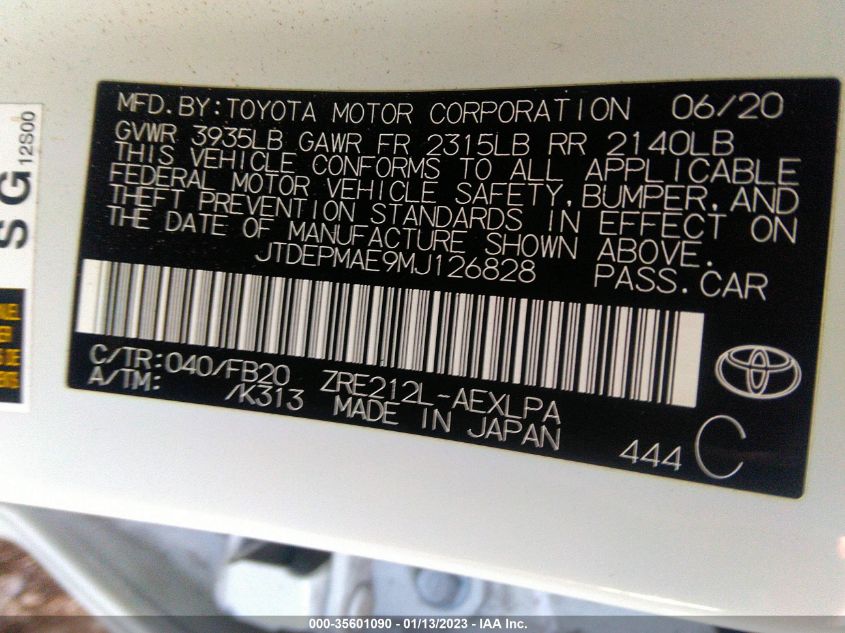 MFD. BY: TOYOTA MOTOR CORPORATION 06/20
GVWR 3935LB GAWR FR 2315LB RR 2140LB
THIS VEHICLE CONFORMS TO ALL APPLICABLE
FEDERAL MOTOR VEHICLE SAFETY, BUMPER, AND
THEFT PREVENTION STANDARDS IN EFFECT ON
THE DATE OF MANUFACTURE SHOWN ABOVE.
JTDEPMAE9MJ126828 PASS. CAR
C/TR: 040/FB20 ZRE212L-AEXLPA
A/TM: /K313 MADE IN JAPAN
444 C
SG
12S00
000-35601090 - 01/13/2023 - IAA Inc.